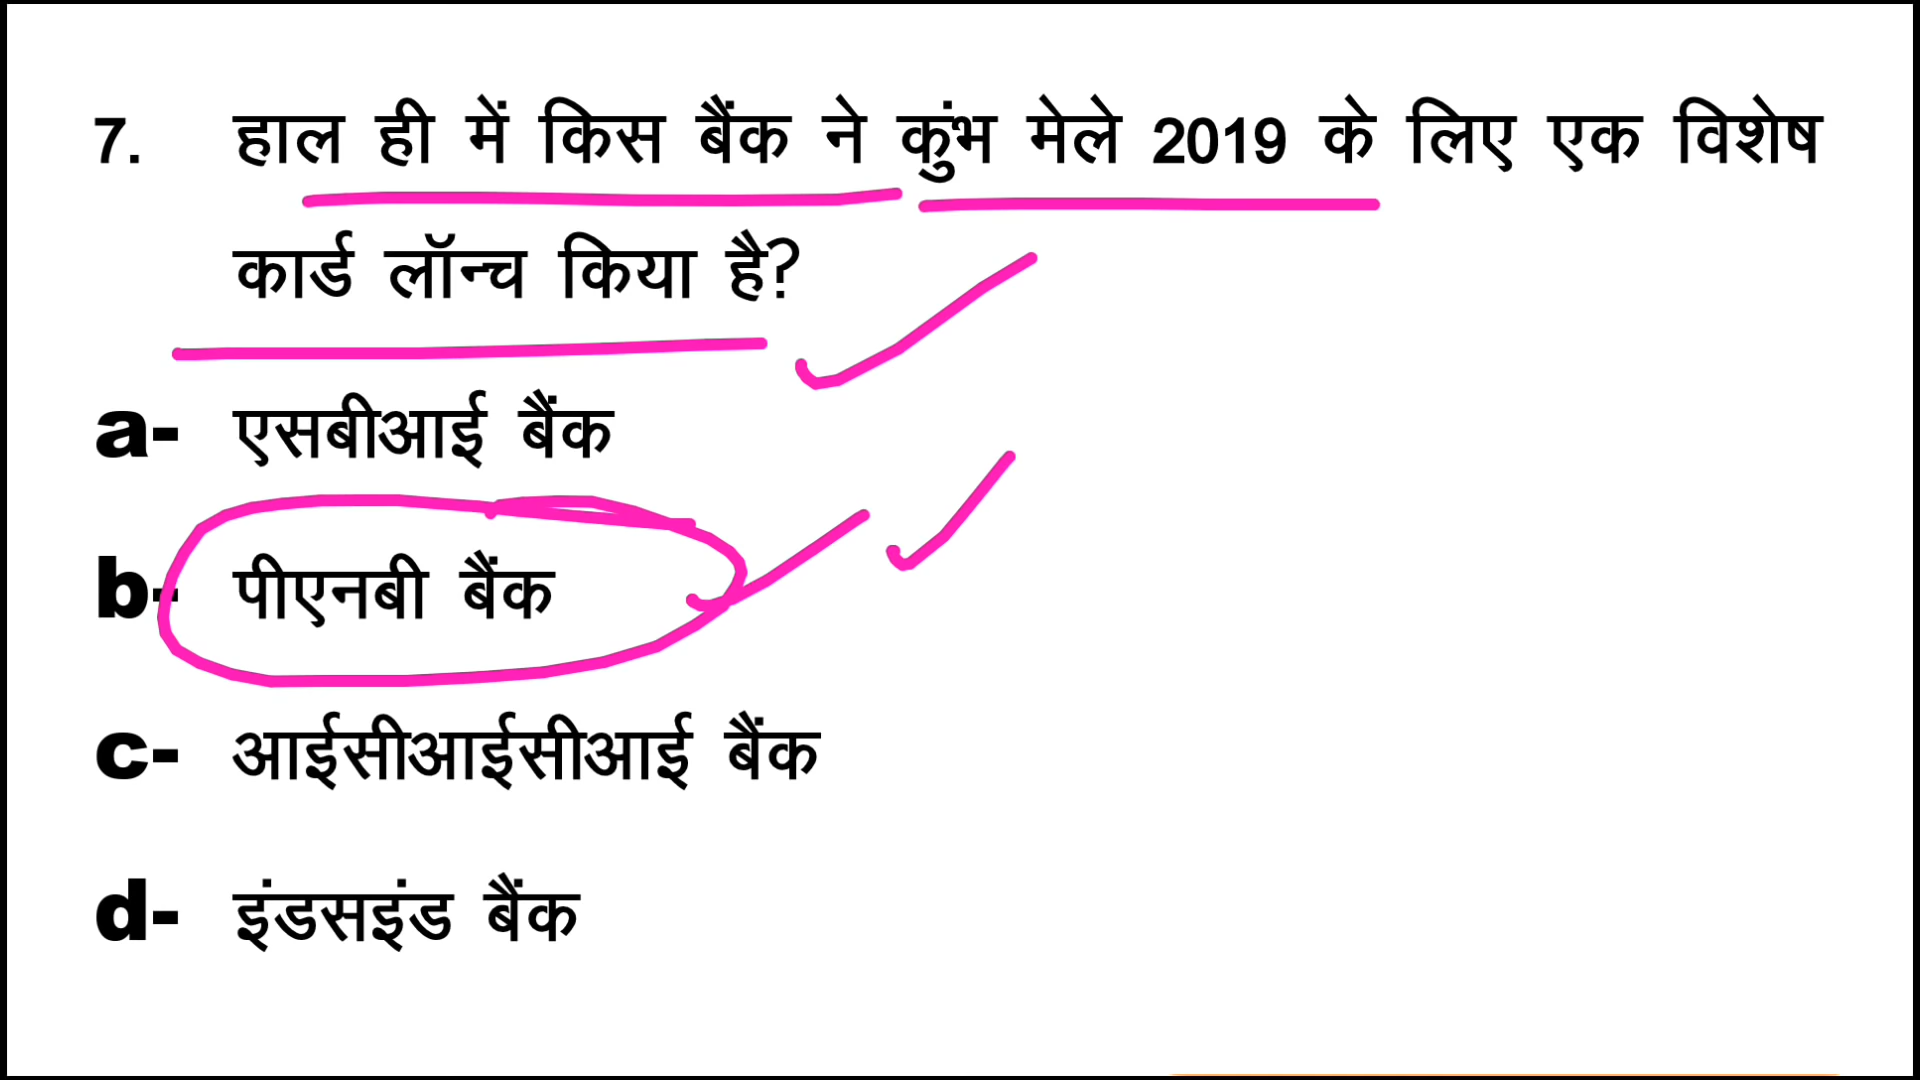 7. हाल ही में किस बैंक ने कुंभ मेले 2019 के लिए एक विशेष
कार्ड लॉन्च किया है?
a- एसबीआई बैंक
b- पीएनबी बैंक
c- आईसीआईसीआई बैंक
d- इंडसइंड बैंक